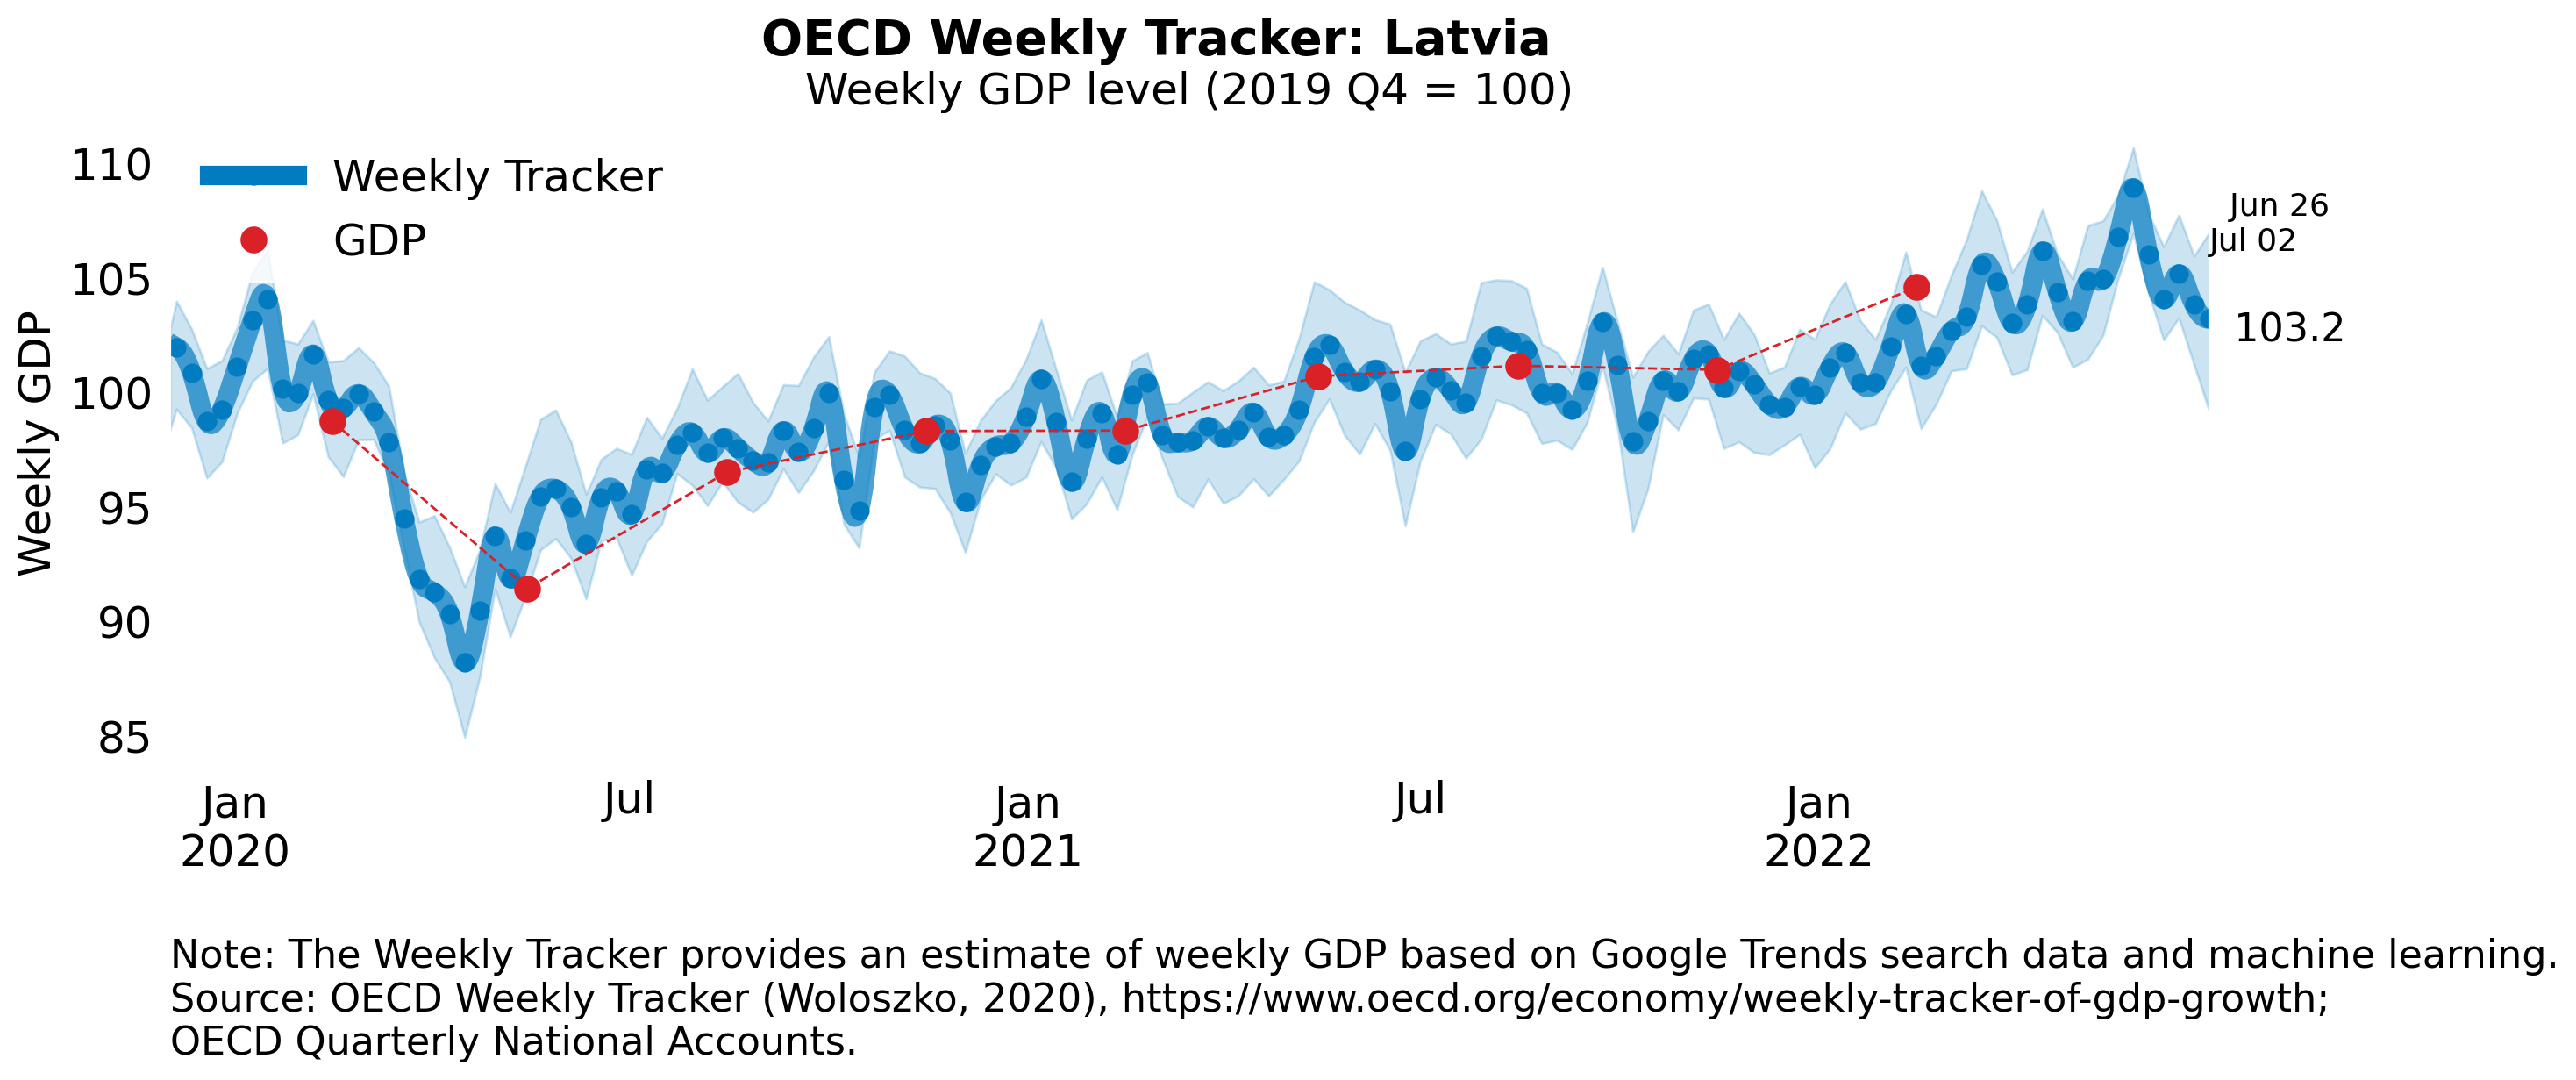 OECD Weekly Tracker: Latvia
Weekly GDP level (2019 Q4 = 100)
Weekly Tracker
GDP
Weekly GDP
110
105
100
95
90
85
Jun 26
Jul 02
103.2
Jan
2020
Jul
Jan
2021
Jul
Jan
2022
Note: The Weekly Tracker provides an estimate of weekly GDP based on Google Trends search data and machine learning.
Source: OECD Weekly Tracker (Woloszko, 2020), https://www.oecd.org/economy/weekly-tracker-of-gdp-growth;
OECD Quarterly National Accounts.